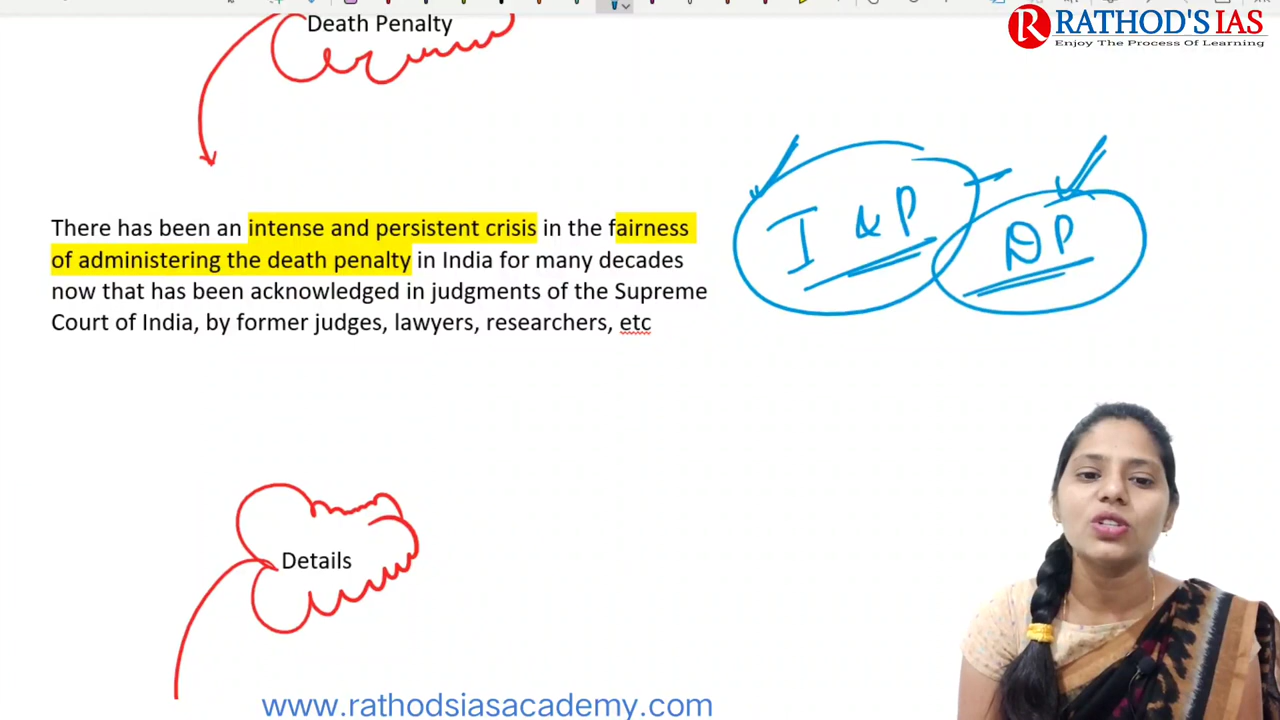 RATHOD'S IAS
Enjoy The Process Of Learning
Death Penalty
There has been an intense and persistent crisis in the fairness
of administering the death penalty in India for many decades
now that has been acknowledged in judgments of the Supreme
Court of India, by former judges, lawyers, researchers, etc
I & P
DP
Details
www.rathodsiasacademy.com